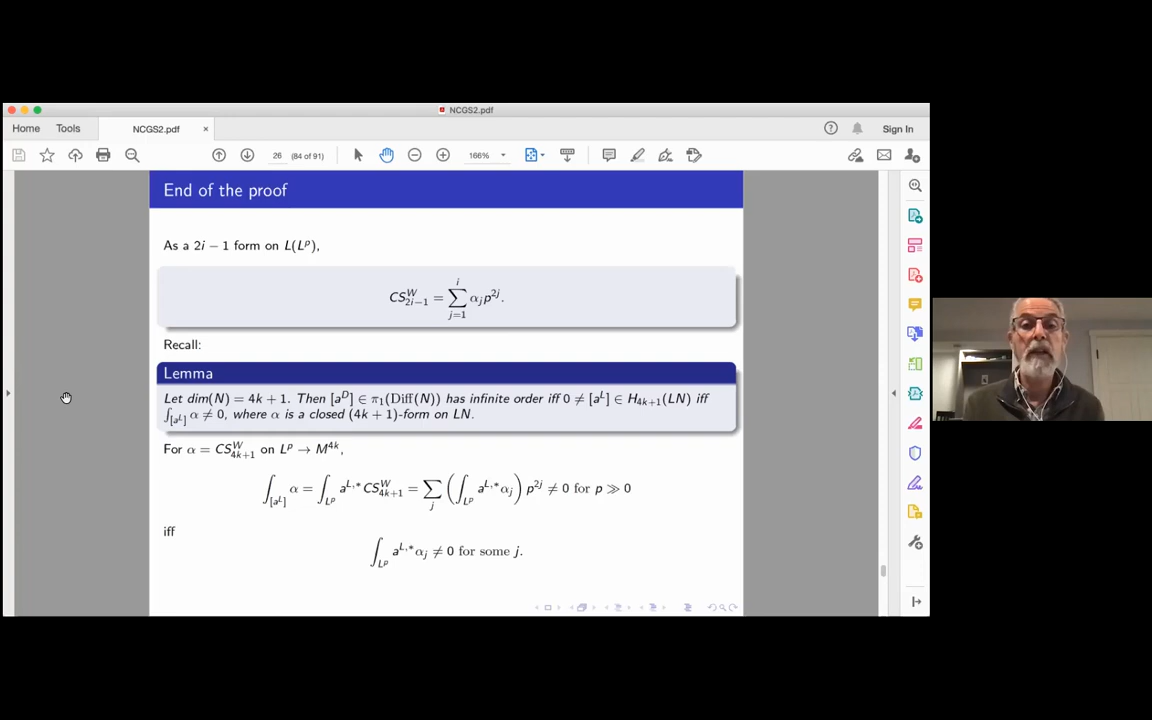 NCGS2.pdf
Home Tools NCGS2.pdf × Sign In
26 (84 of 91) 166%
End of the proof
As a 2i − 1 form on L(Lᵖ),
CS^W_{2i−1} = ∑_{j=1}^{i} α_j p^{2j}.
Recall:
Lemma
Let dim(N) = 4k + 1. Then [a^D] ∈ π₁(Diff(N)) has infinite order iff 0 ≠ [a^L] ∈ H_{4k+1}(LN) iff
∫_{[a^L]} α ≠ 0, where α is a closed (4k + 1)-form on LN.
For α = CS^W_{4k+1} on L^p → M^{4k},
∫_{[a^L]} α = ∫_{L^p} a^{L,*} CS^W_{4k+1} = ∑_j ( ∫_{L^p} a^{L,*} α_j ) p^{2j} ≠ 0 for p ≫ 0
iff
∫_{L^p} a^{L,*} α_j ≠ 0 for some j.